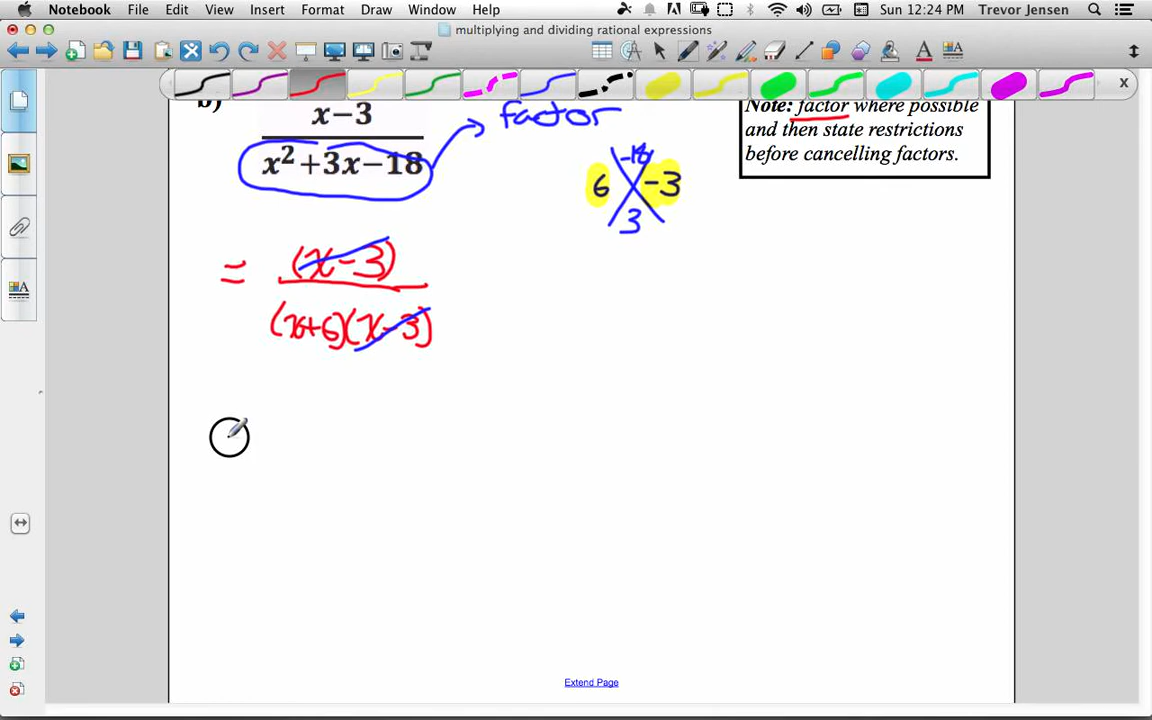 Notebook File Edit View Insert Format Draw Window Help Sun 12:24 PM Trevor Jensen
multiplying and dividing rational expressions
x
b)
x−3
x²+3x−18
factor
Note: factor where possible
and then state restrictions
before cancelling factors.
-18
6 -3
3
= (x-3)
(x+6)(x-3)
Extend Page